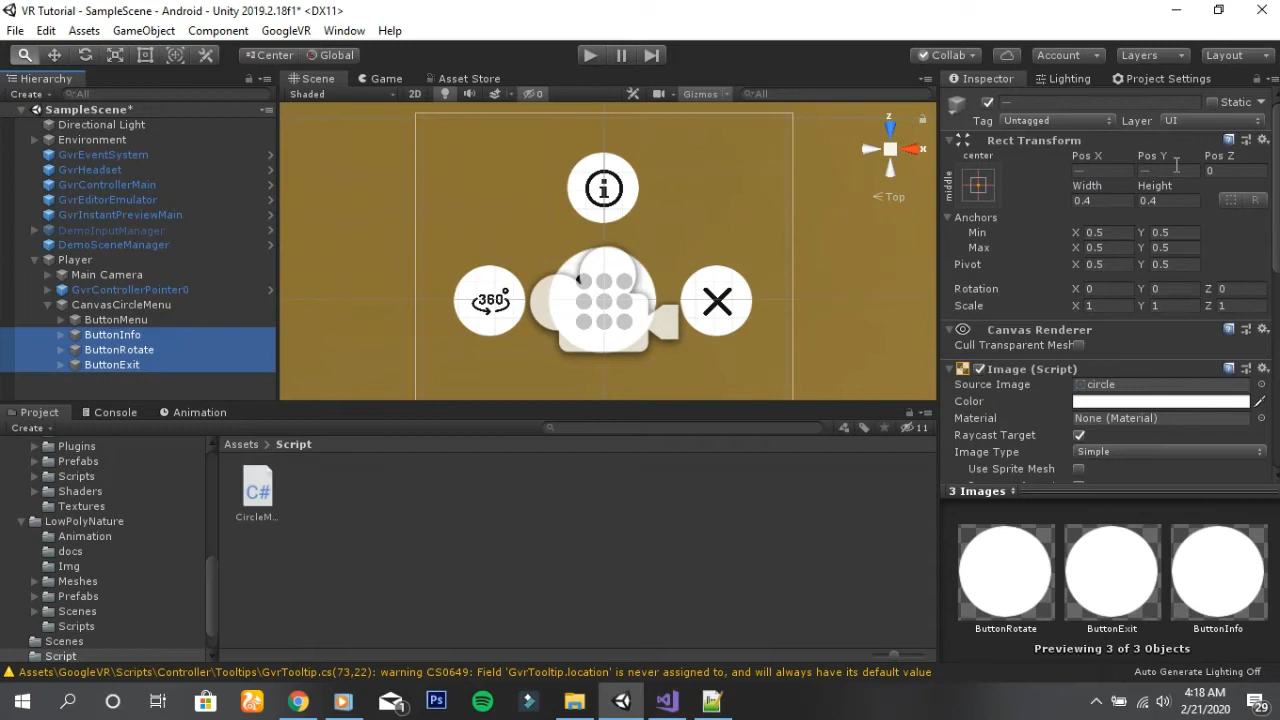 VR Tutorial - SampleScene - Android - Unity 2019.2.18f1* <DX11>
File Edit Assets GameObject Component GoogleVR Window Help
Center Global Collab Account Layers Layout
Hierarchy Scene Game Asset Store Inspector Lighting Project Settings
Create All Shaded 2D 0 Gizmos All Static
SampleScene*
Tag Untagged Layer UI
Directional Light
Environment
Rect Transform
GvrEventSystem
center Pos X Pos Y Pos Z
GvrHeadset
— — 0
GvrControllerMain
middle
Width Height
GvrEditorEmulator
0.4 0.4 R
GvrInstantPreviewMain
Anchors
DemoInputManager
Min X 0.5 Y 0.5
DemoSceneManager
Max X 0.5 Y 0.5
Player
Pivot X 0.5 Y 0.5
Main Camera
GvrControllerPointer0
Rotation X 0 Y 0 Z 0
CanvasCircleMenu
Scale X 1 Y 1 Z 1
ButtonMenu
ButtonInfo
ButtonRotate
ButtonExit
z
x
Top
i
360°
Canvas Renderer
Cull Transparent Mesh
Image (Script)
Source Image circle
Color
Material None (Material)
Raycast Target
Image Type Simple
Use Sprite Mesh
3 Images
Project Console Animation
Create 11
Plugins
Prefabs
Scripts
Shaders
Textures
LowPolyNature
Animation
docs
Img
Meshes
Prefabs
Scenes
Scripts
Scenes
Script
Assets > Script
C#
CircleM...
ButtonRotate ButtonExit ButtonInfo
Previewing 3 of 3 Objects
Assets\GoogleVR\Scripts\Controller\Tooltips\GvrTooltip.cs(73,22): warning CS0649: Field 'GvrTooltip.location' is never assigned to, and will always have its default value
Auto Generate Lighting Off
Ps
1
4:18 AM
2/21/2020
29